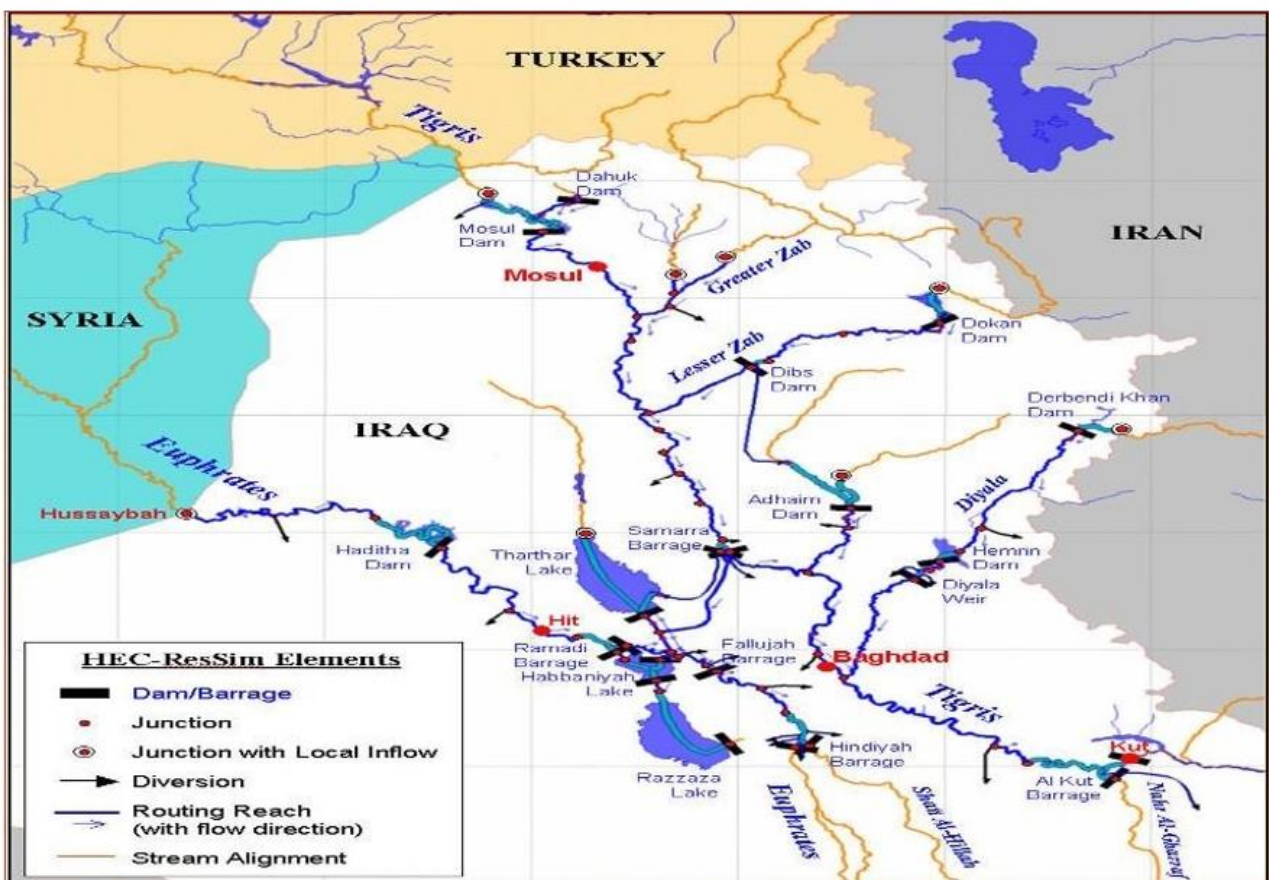 TURKEY
Tigris
Dahuk
Dam
Mosul
Dam
IRAN
Mosul
Greater Zab
SYRIA
Dokan
Dam
Lesser Zab
Dibs
Dam
Derbendi Khan
Dam
IRAQ
Euphrates
Adhaim
Dam
Diyala
Hussaybah
Samarra
Barrage
Haditha
Dam
Tharthar
Lake
Hemrin
Dam
Diyala
Weir
Hit
Ramadi
Barrage
Fallujah
Barrage
Habbaniyah
Lake
Baghdad
Tigris
Razzaza
Lake
Hindiyah
Barrage
Kut
Al Kut
Barrage
Euphrates
Shatt Al-Hillah
Nahr Al-Gharraf
HEC-ResSim Elements
Dam/Barrage
Junction
Junction with Local Inflow
Diversion
Routing Reach
(with flow direction)
Stream Alignment